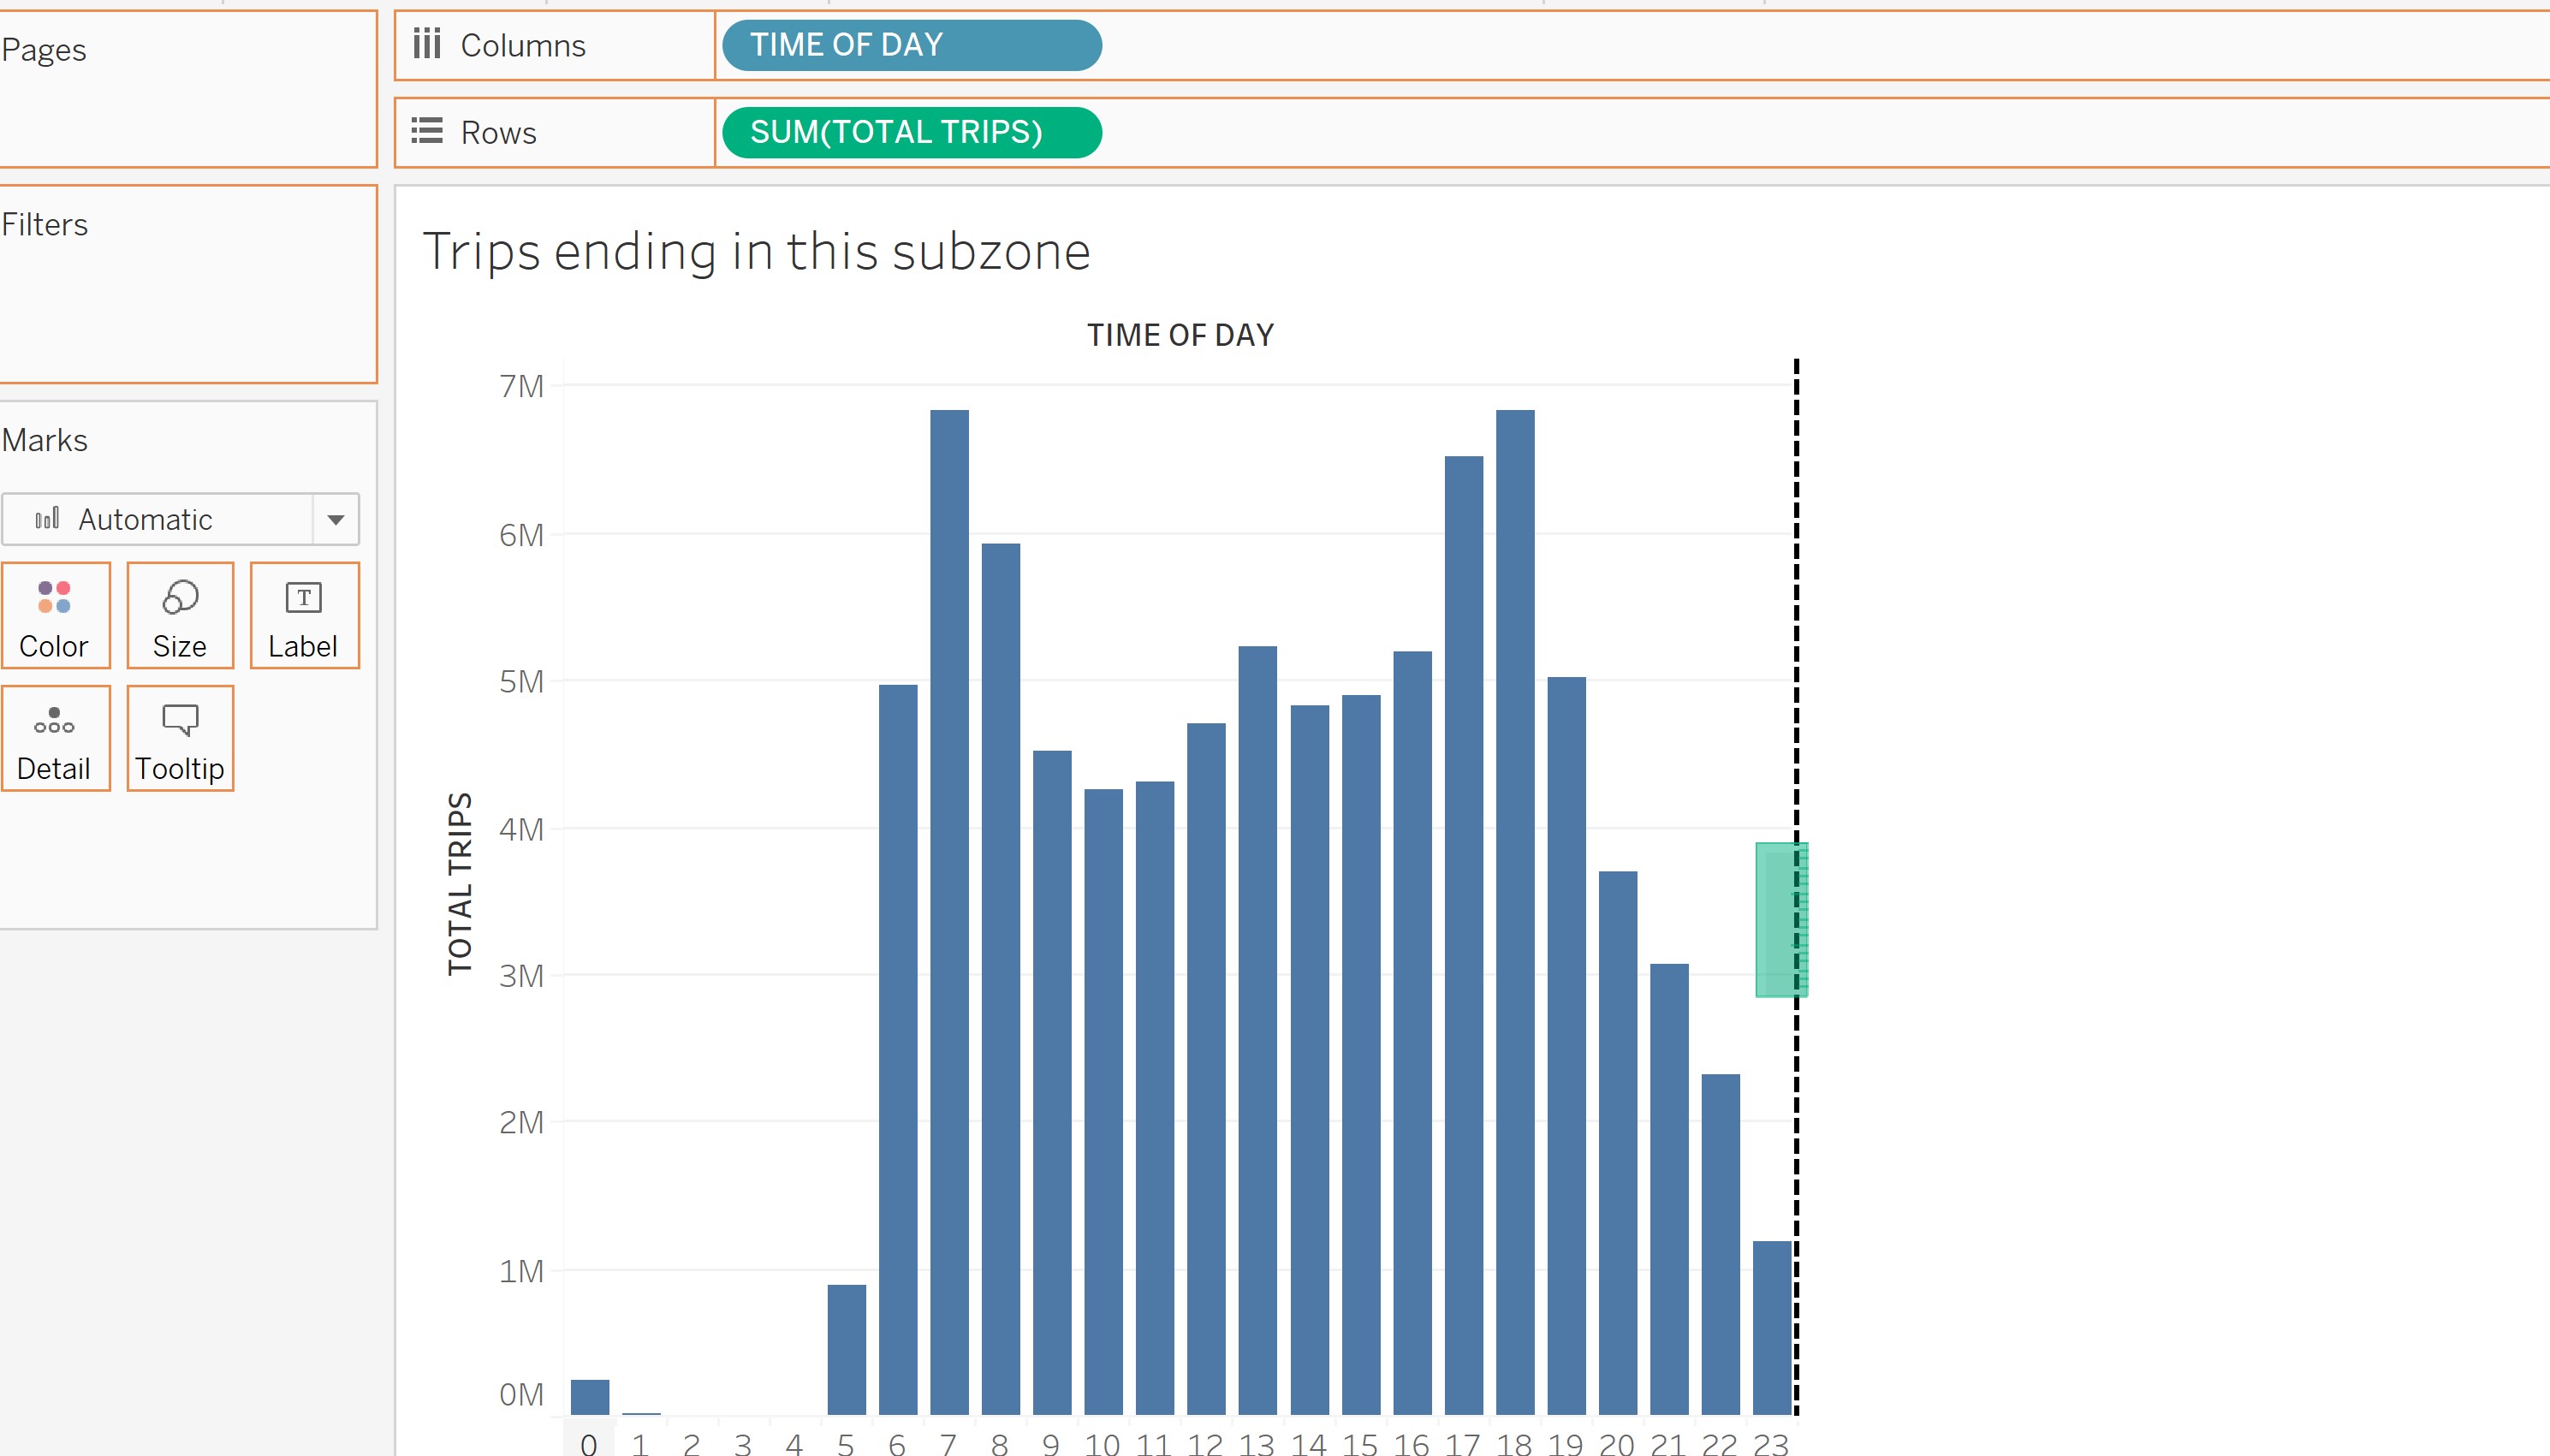 Pages
Columns
TIME OF DAY
Rows
SUM(TOTAL TRIPS)
Filters
Marks
Automatic
Color
Size
T
Label
Detail
Tooltip
Trips ending in this subzone
TIME OF DAY
TOTAL TRIPS
7M
6M
5M
4M
3M
2M
1M
0M
0 1 2 3 4 5 6 7 8 9 10 11 12 13 14 15 16 17 18 19 20 21 22 23